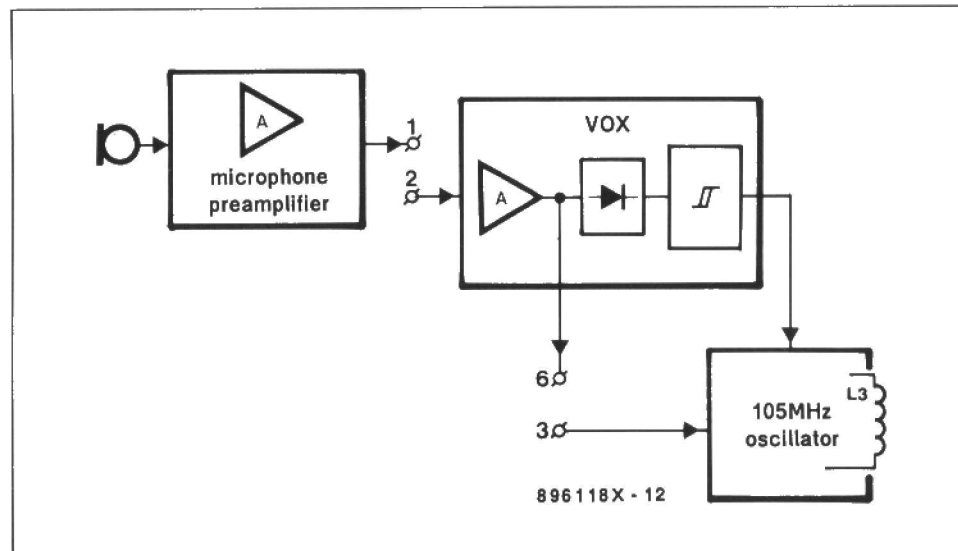 A
microphone
preamplifier
1
2
VOX
A
6
3
105MHz
oscillator
L3
896118X - 12